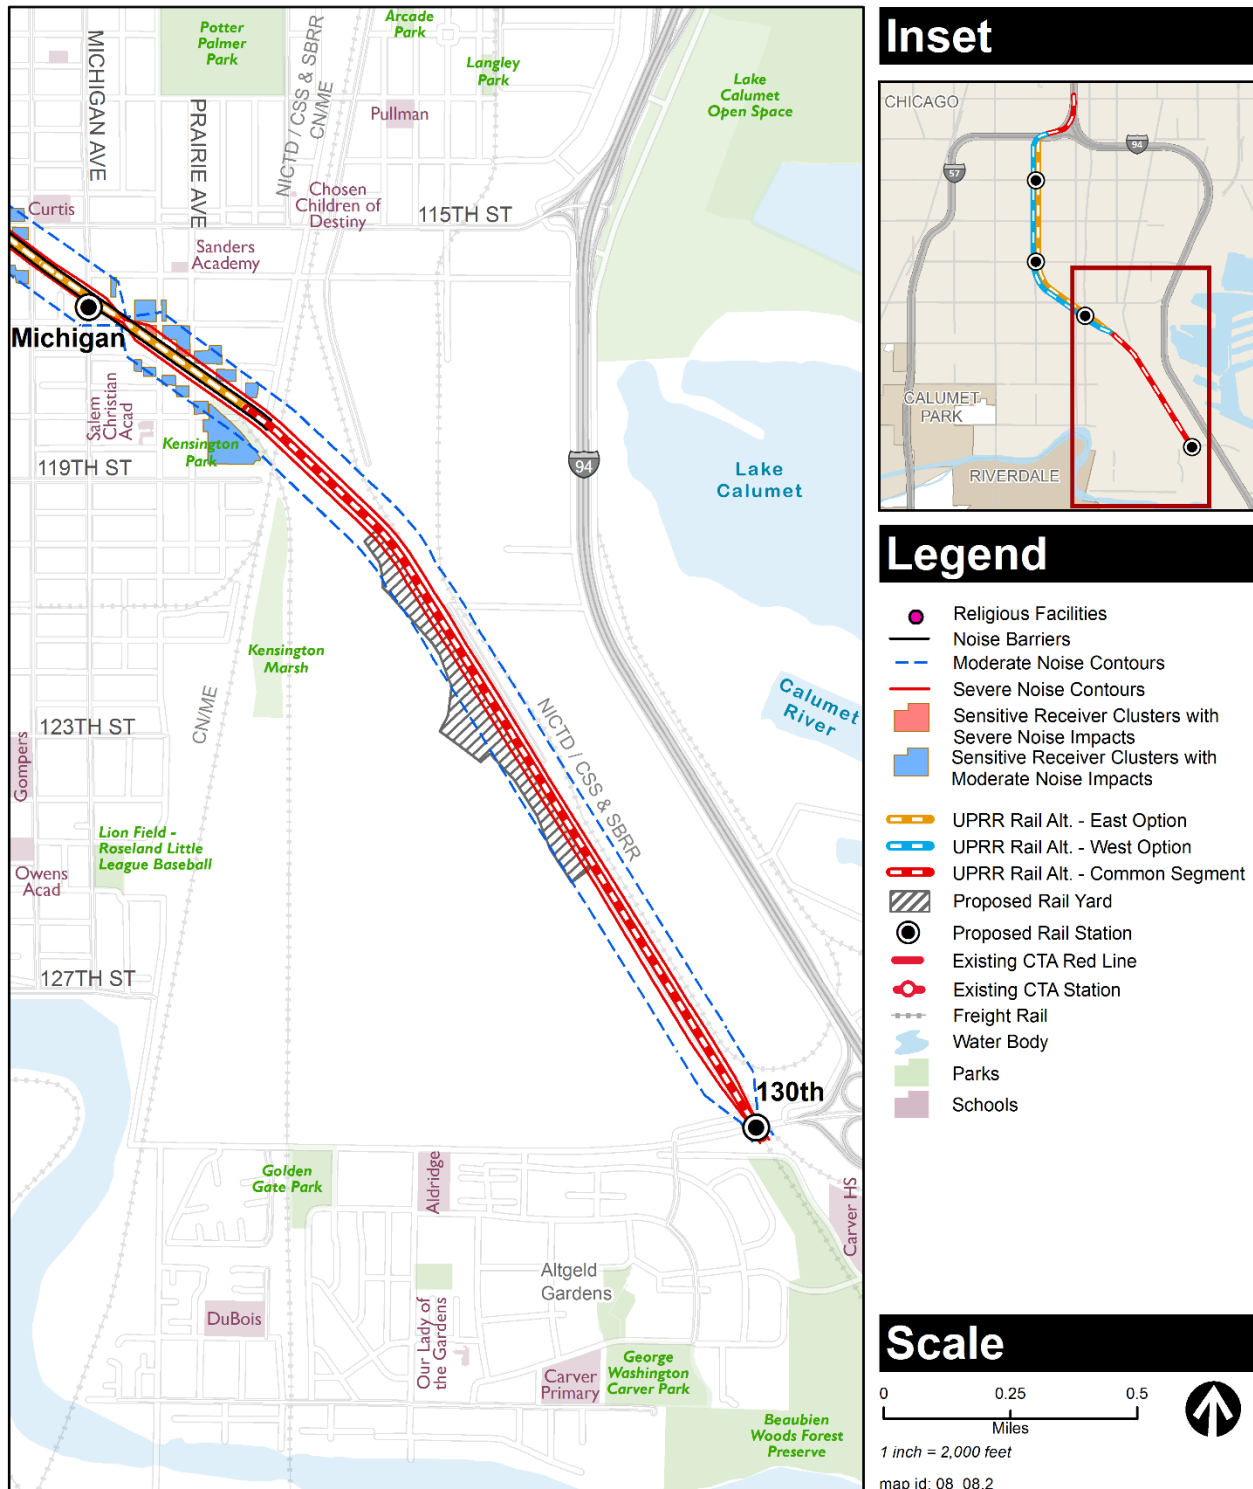 Potter
Palmer
Park
Arcade
Park
Langley
Park
Lake
Calumet
Open Space
MICHIGAN AVE
PRAIRIE AVE
NICTD / CSS & SBRR
CN/ME
Pullman
Chosen
Children of
Destiny
115TH ST
Curtis
Sanders
Academy
Michigan
Salem
Christian
Acad
Kensington
Park
119TH ST
94
Lake
Calumet
Kensington
Marsh
CN/ME
Calumet
River
NICTD / CSS & SBRR
123TH ST
Gompers
Lion Field -
Roseland Little
League Baseball
Owens
Acad
127TH ST
130th
Golden
Gate Park
Aldridge
Carver HS
Altgeld
Gardens
DuBois
Our Lady of
the Gardens
Carver
Primary
George
Washington
Carver Park
Beaubien
Woods Forest
Preserve
Inset
CHICAGO
57
94
CALUMET
PARK
RIVERDALE
Legend
Religious Facilities
Noise Barriers
Moderate Noise Contours
Severe Noise Contours
Sensitive Receiver Clusters with
Severe Noise Impacts
Sensitive Receiver Clusters with
Moderate Noise Impacts
UPRR Rail Alt. - East Option
UPRR Rail Alt. - West Option
UPRR Rail Alt. - Common Segment
Proposed Rail Yard
Proposed Rail Station
Existing CTA Red Line
Existing CTA Station
Freight Rail
Water Body
Parks
Schools
Scale
0 0.25 0.5
Miles
1 inch = 2,000 feet
map id: 08_08.2